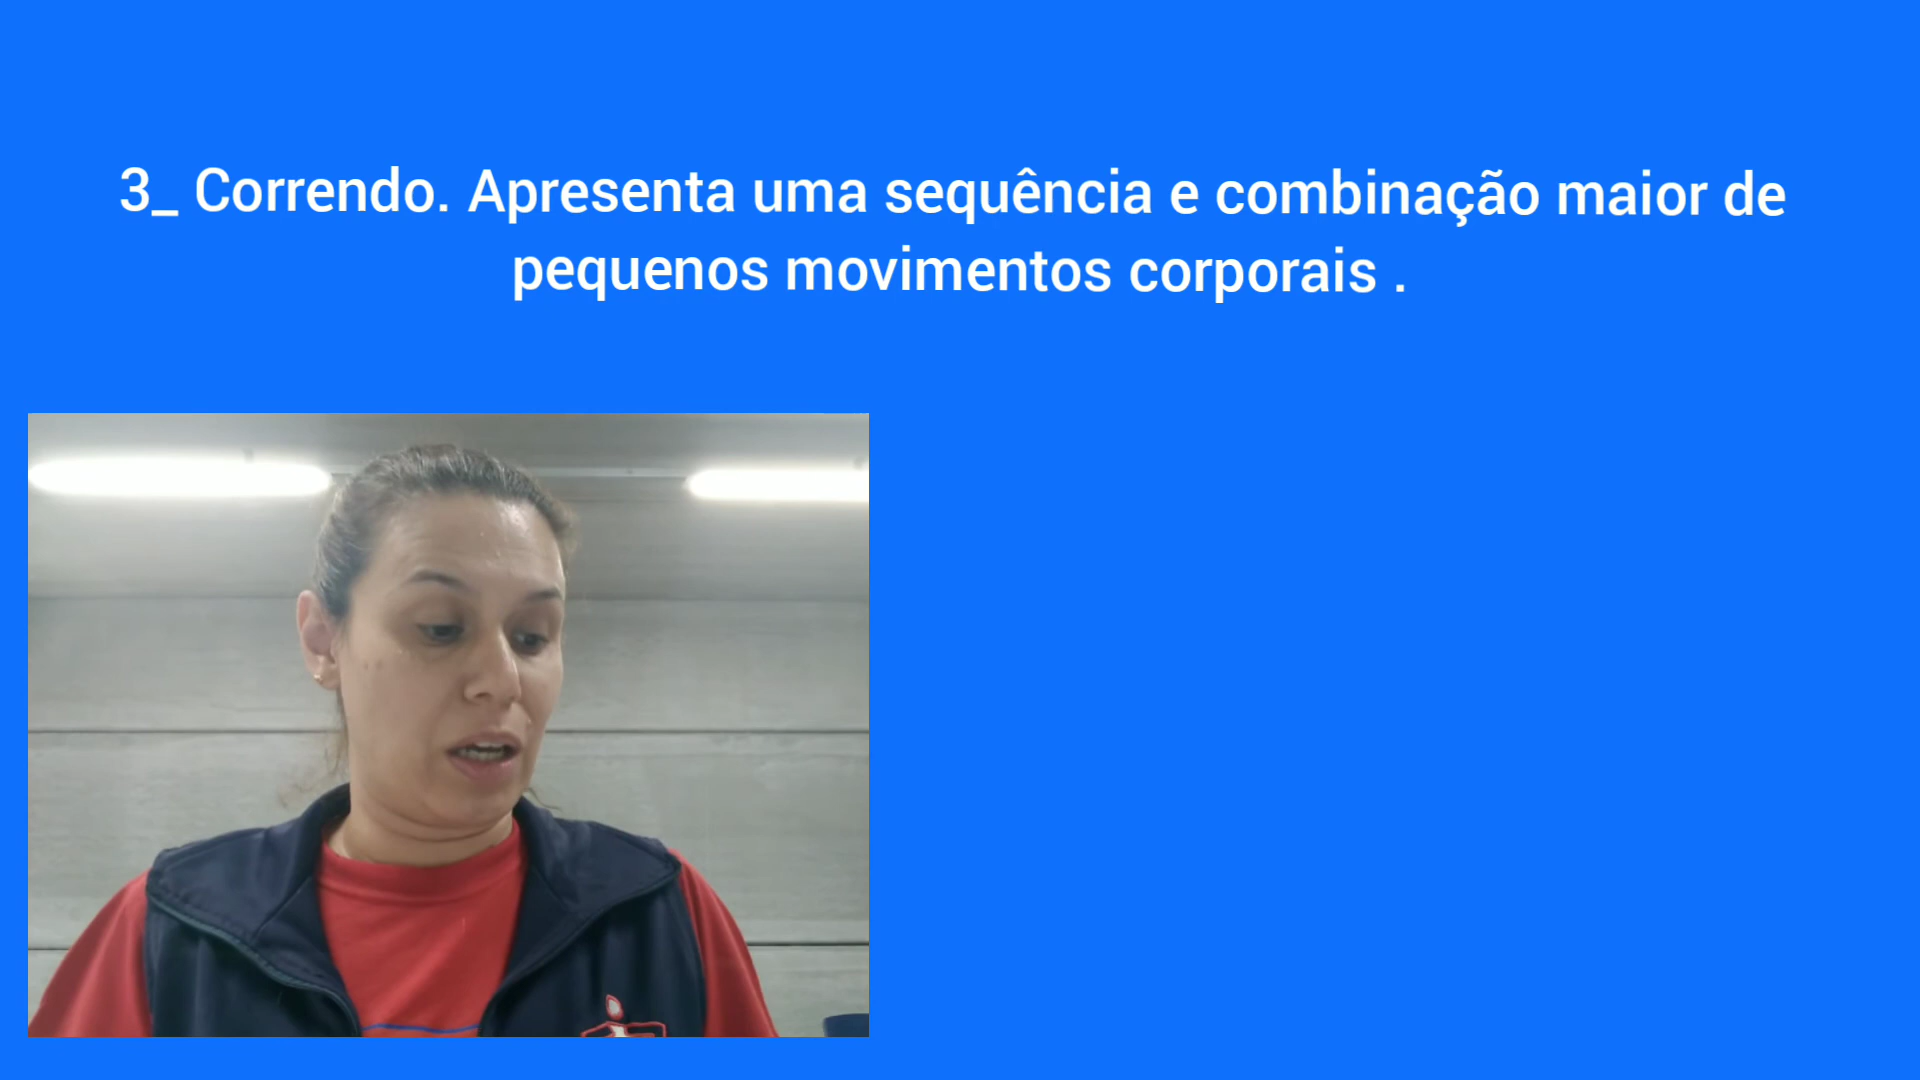 3_ Correndo. Apresenta uma sequência e combinação maior de
pequenos movimentos corporais .